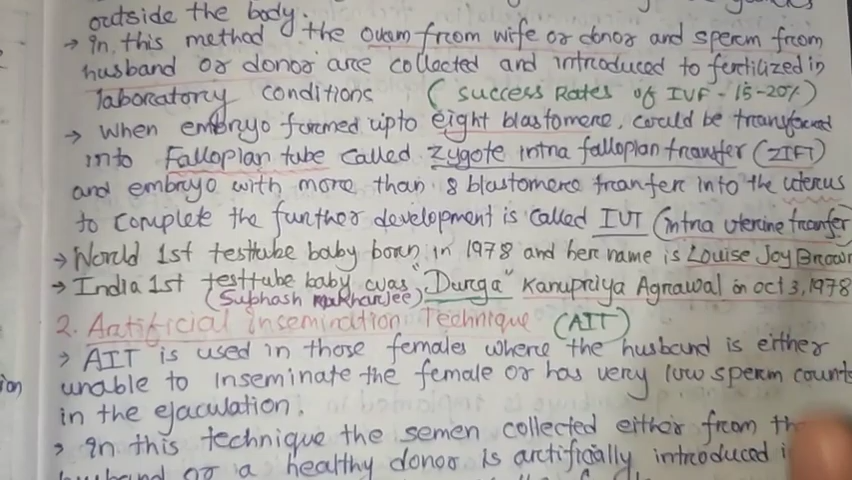 outside the body.
→ In this method the ovum from wife or donor and sperm from
husband or donor are collected and introduced to fertilized in
laboratory conditions (Success Rates of IVF - 15-20%)
→ When embryo formed upto eight blastomere, could be transfered
into Falloplan tube called Zygote intra falloplan transfer (ZIFT)
and embryo with more than 8 blastomere tranfer into the uterus
to complete the further development is called IUT (intra uterine tranfer)
→ World 1st testtube baby born in 1978 and her name is Louise Joy Brown
→ India 1st testtube baby was "Durga" Kanupriya Agrawal in oct 3, 1978
(Subhash Makharjee)
2. Artificial insemination Technique (AIT)
→ AIT is used in those females where the husband is either
unable to inseminate the female or has very low sperm counts
in the ejaculation.
→ In this technique the semen collected either from the
husband or a healthy donor is artificially introduced